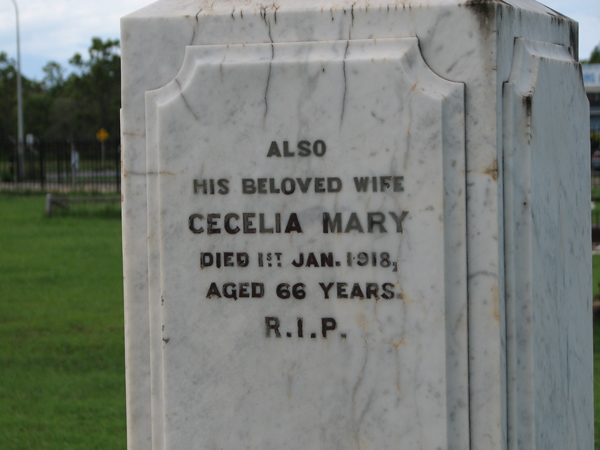 ALSO
HIS BELOVED WIFE
CECELIA MARY
DIED 1ST JAN. 1918,
AGED 66 YEARS.
R.I.P.